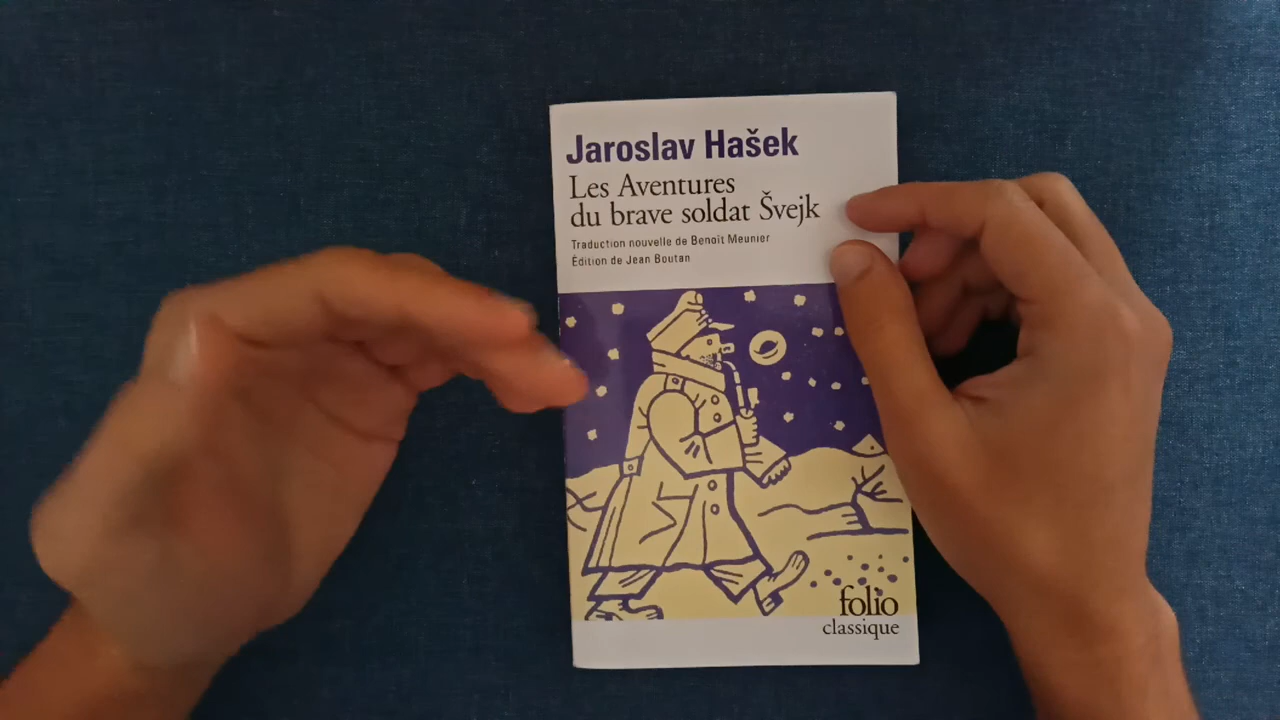 Jaroslav Hašek
Les Aventures
du brave soldat Švejk
Traduction nouvelle de Benoît Meunier
Édition de Jean Boutan
folio
classique